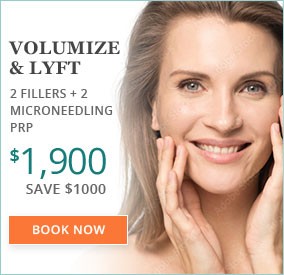 VOLUMIZE
& LYFT
2 FILLERS + 2
MICRONEEDLING
PRP
$1,900
SAVE $1000
BOOK NOW